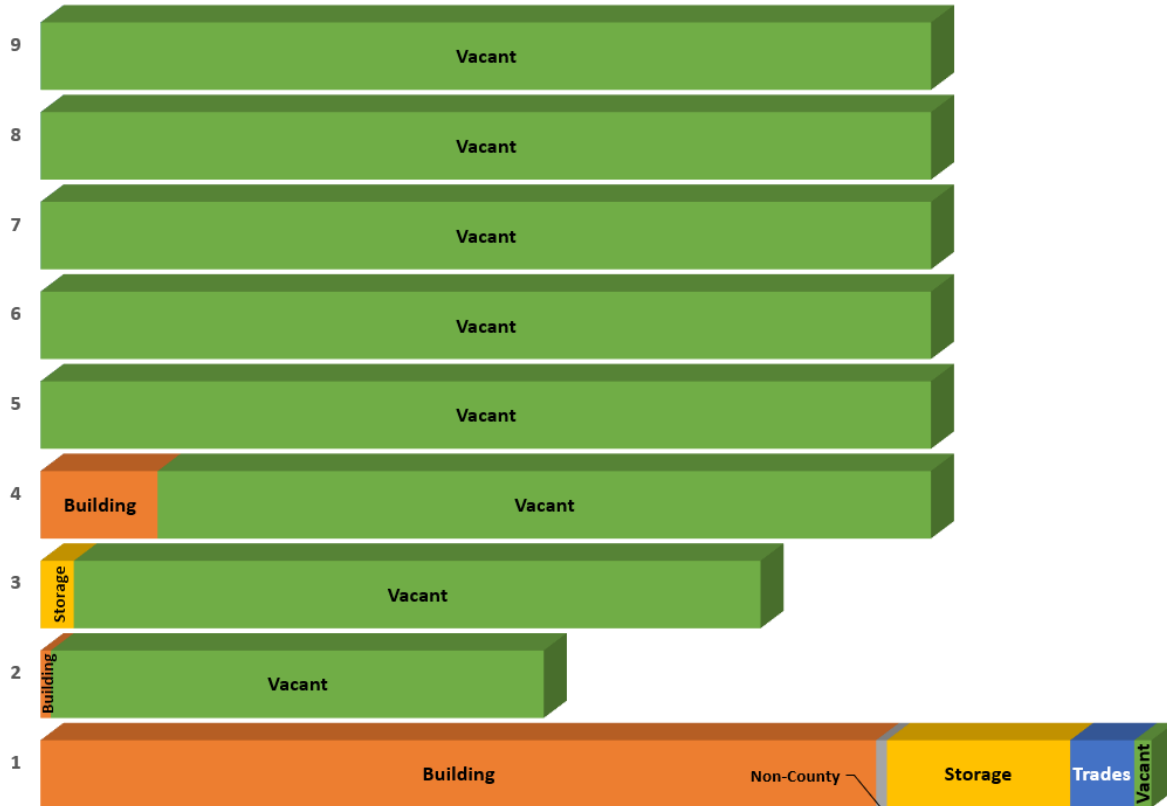 9 Vacant
8 Vacant
7 Vacant
6 Vacant
5 Vacant
4 Building Vacant
3 Storage Vacant
2 Building Vacant
1 Building Non-County Storage Trades Vacant